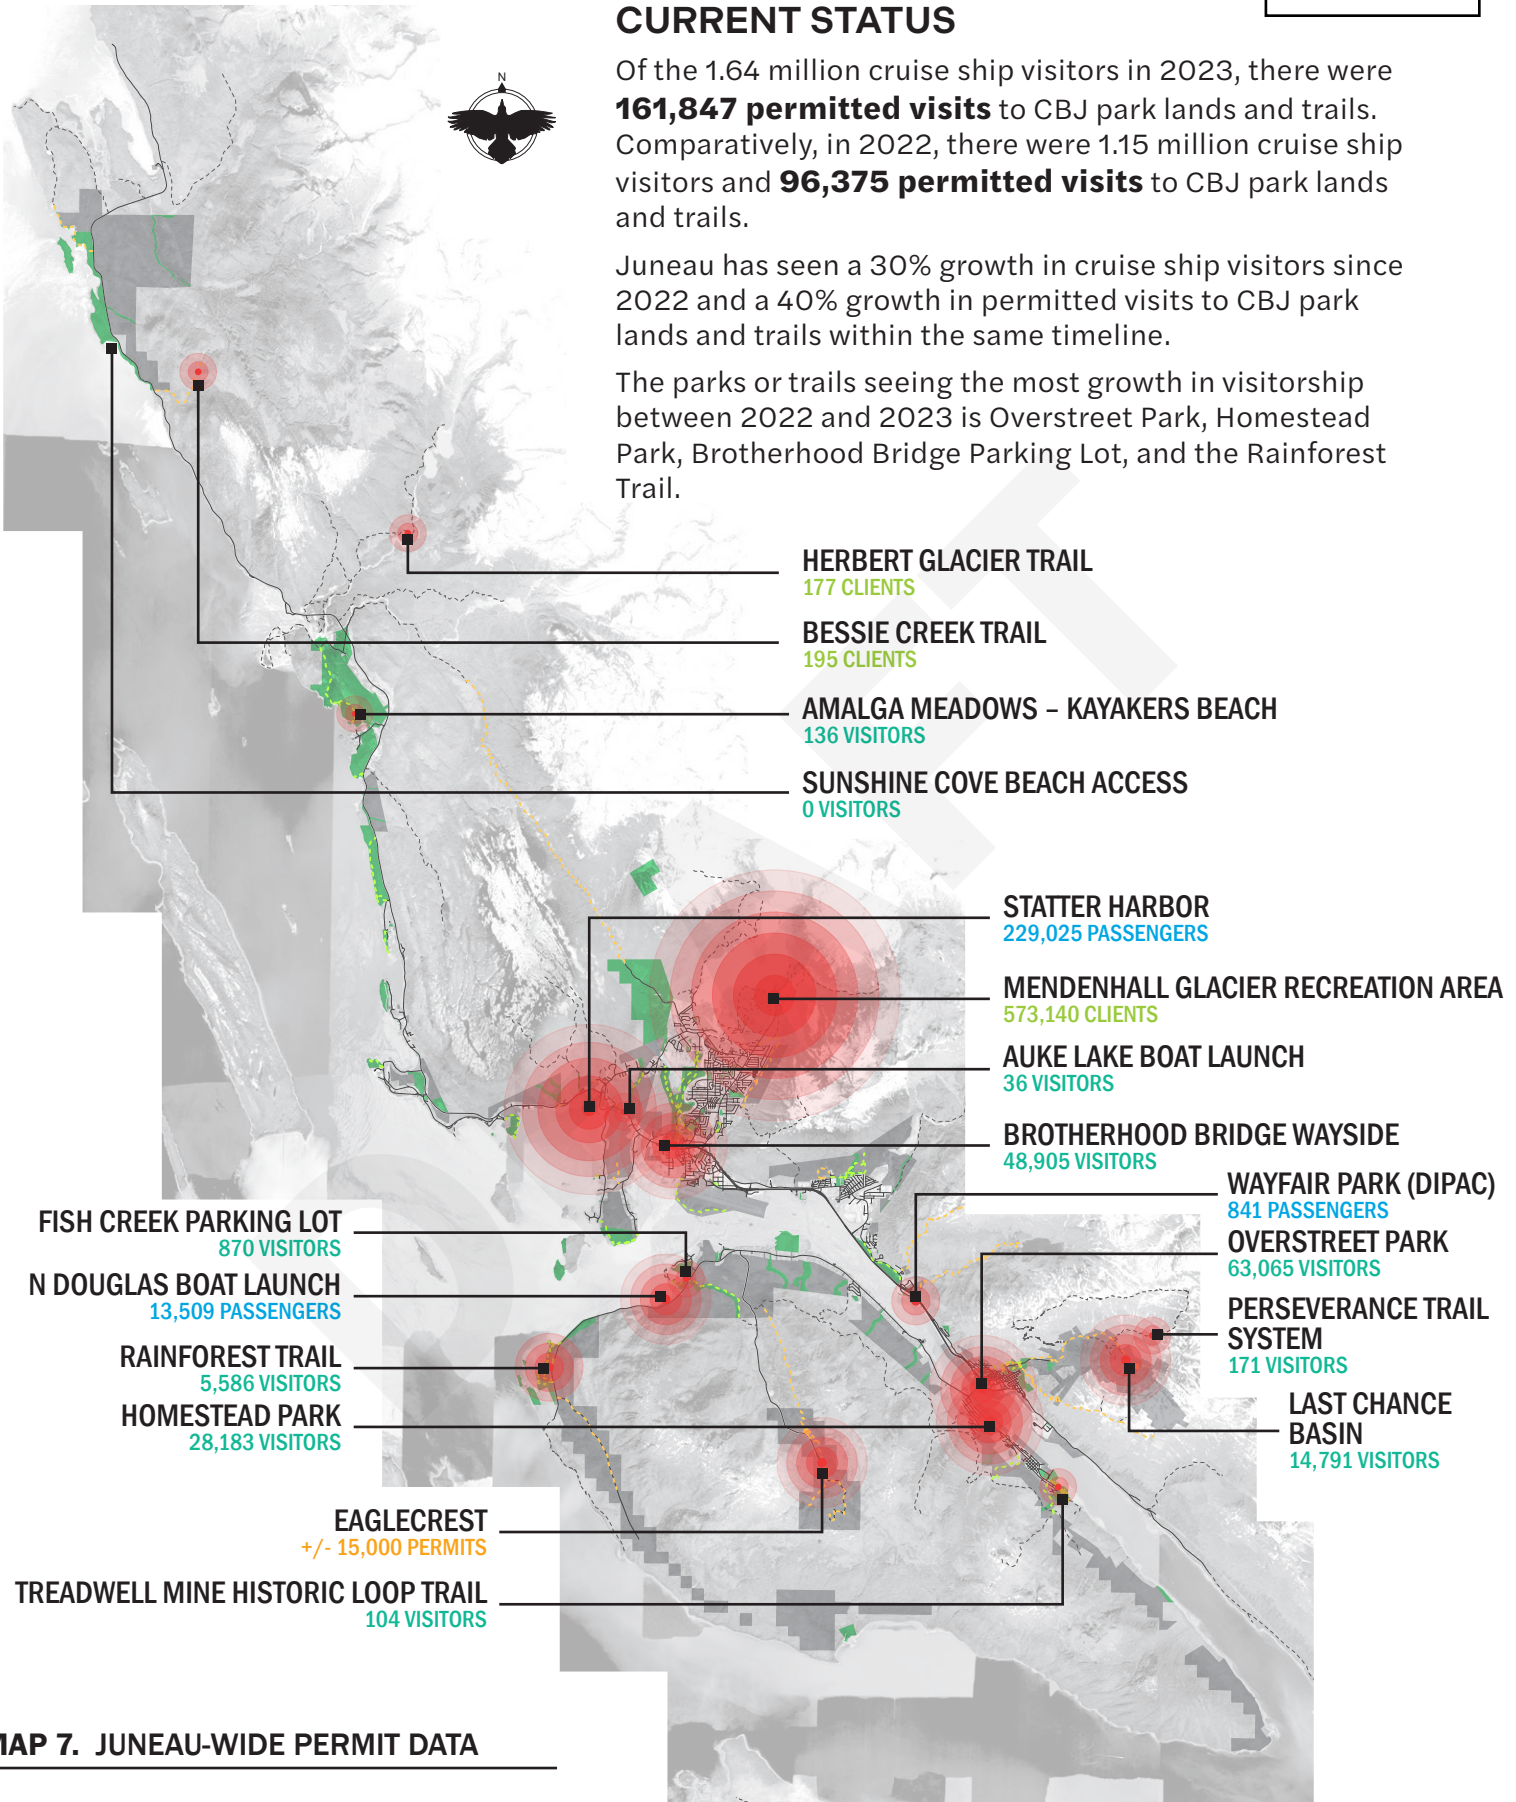 CURRENT STATUS
Of the 1.64 million cruise ship visitors in 2023, there were
161,847 permitted visits to CBJ park lands and trails.
Comparatively, in 2022, there were 1.15 million cruise ship
visitors and 96,375 permitted visits to CBJ park lands
and trails.
Juneau has seen a 30% growth in cruise ship visitors since
2022 and a 40% growth in permitted visits to CBJ park
lands and trails within the same timeline.
The parks or trails seeing the most growth in visitorship
between 2022 and 2023 is Overstreet Park, Homestead
Park, Brotherhood Bridge Parking Lot, and the Rainforest
Trail.
N
HERBERT GLACIER TRAIL
177 CLIENTS
BESSIE CREEK TRAIL
195 CLIENTS
AMALGA MEADOWS – KAYAKERS BEACH
136 VISITORS
SUNSHINE COVE BEACH ACCESS
0 VISITORS
STATTER HARBOR
229,025 PASSENGERS
MENDENHALL GLACIER RECREATION AREA
573,140 CLIENTS
AUKE LAKE BOAT LAUNCH
36 VISITORS
BROTHERHOOD BRIDGE WAYSIDE
48,905 VISITORS
WAYFAIR PARK (DIPAC)
841 PASSENGERS
OVERSTREET PARK
63,065 VISITORS
PERSEVERANCE TRAIL
SYSTEM
171 VISITORS
LAST CHANCE
BASIN
14,791 VISITORS
FISH CREEK PARKING LOT
870 VISITORS
N DOUGLAS BOAT LAUNCH
13,509 PASSENGERS
RAINFOREST TRAIL
5,586 VISITORS
HOMESTEAD PARK
28,183 VISITORS
EAGLECREST
+/- 15,000 PERMITS
TREADWELL MINE HISTORIC LOOP TRAIL
104 VISITORS
MAP 7. JUNEAU-WIDE PERMIT DATA
DRAFT